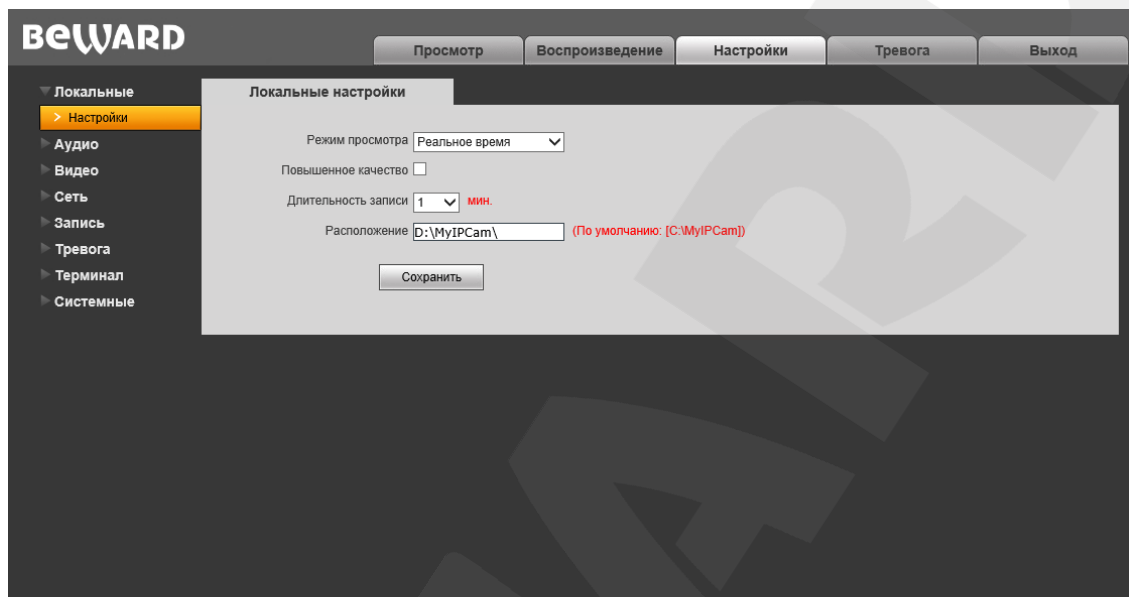 BEWARD
Просмотр Воспроизведение Настройки Тревога Выход
Локальные
> Настройки
Аудио
Видео
Сеть
Запись
Тревога
Терминал
Системные
Локальные настройки
Режим просмотра Реальное время
Повышенное качество
Длительность записи 1 мин.
Расположение D:\MyIPCam\ (По умолчанию: [C:\MyIPCam])
Сохранить